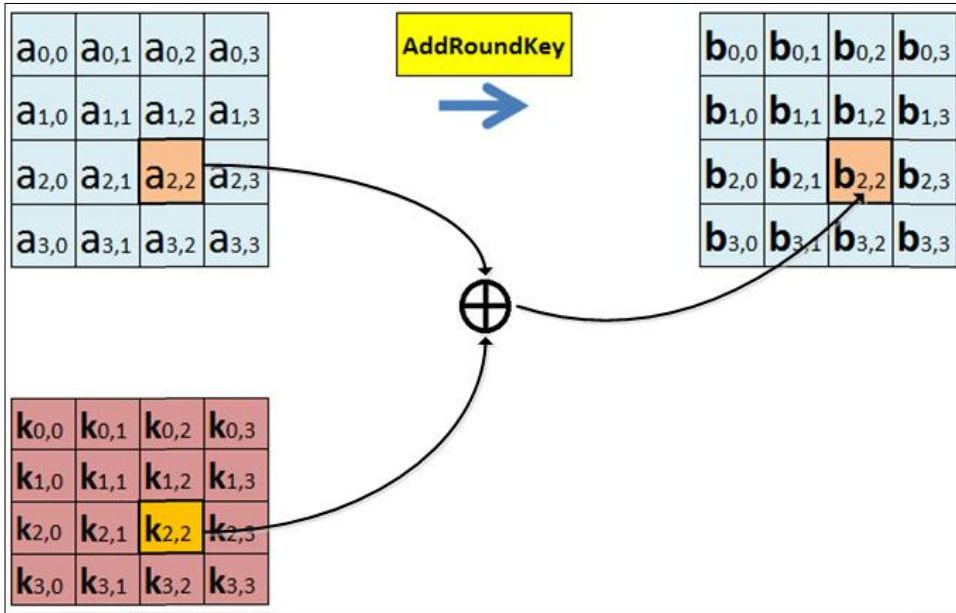 a0,0 a0,1 a0,2 a0,3
a1,0 a1,1 a1,2 a1,3
a2,0 a2,1 a2,2 a2,3
a3,0 a3,1 a3,2 a3,3
AddRoundKey
b0,0 b0,1 b0,2 b0,3
b1,0 b1,1 b1,2 b1,3
b2,0 b2,1 b2,2 b2,3
b3,0 b3,1 b3,2 b3,3
k0,0 k0,1 k0,2 k0,3
k1,0 k1,1 k1,2 k1,3
k2,0 k2,1 k2,2 k2,3
k3,0 k3,1 k3,2 k3,3